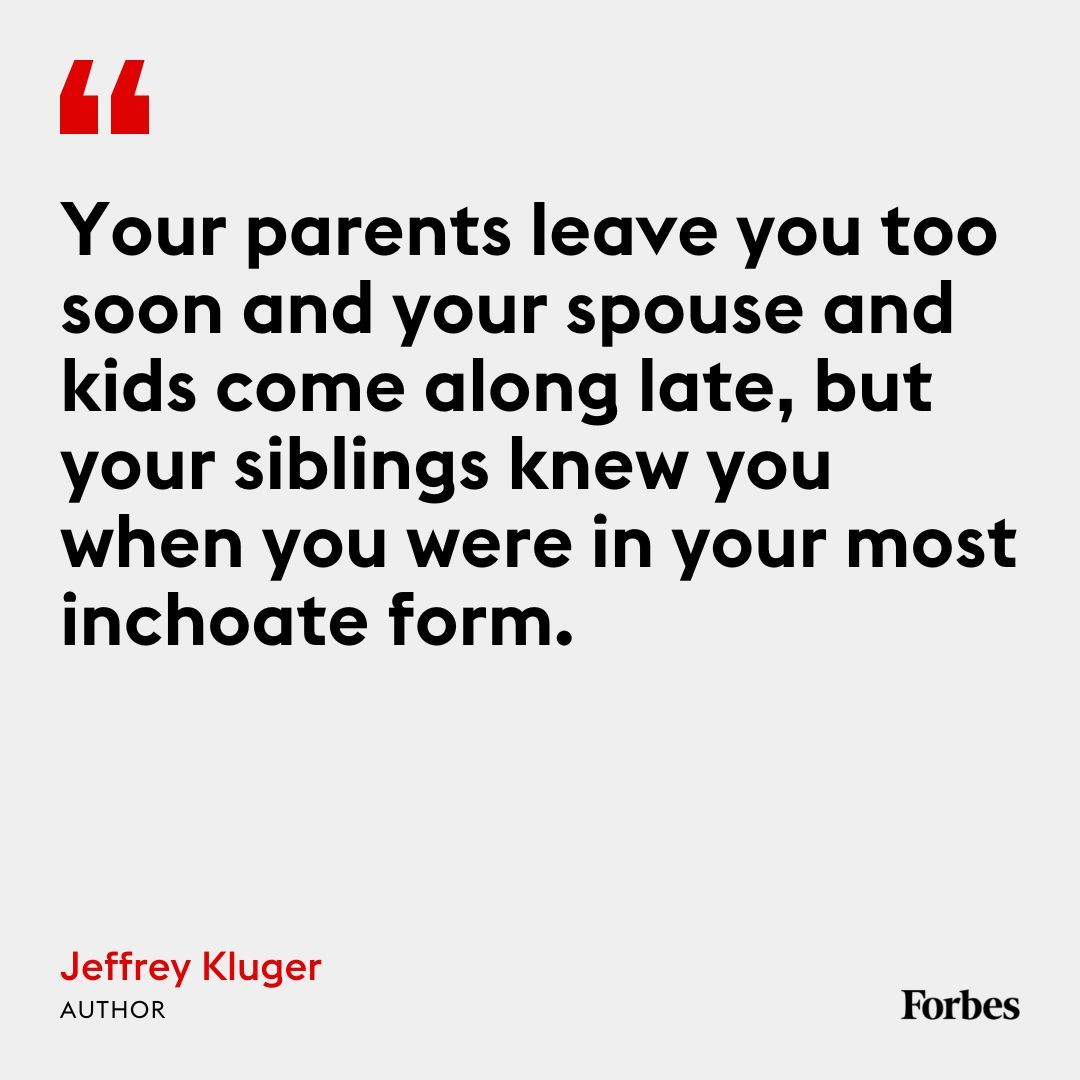 “
Your parents leave you too
soon and your spouse and
kids come along late, but
your siblings knew you
when you were in your most
inchoate form.
Jeffrey Kluger
AUTHOR
Forbes